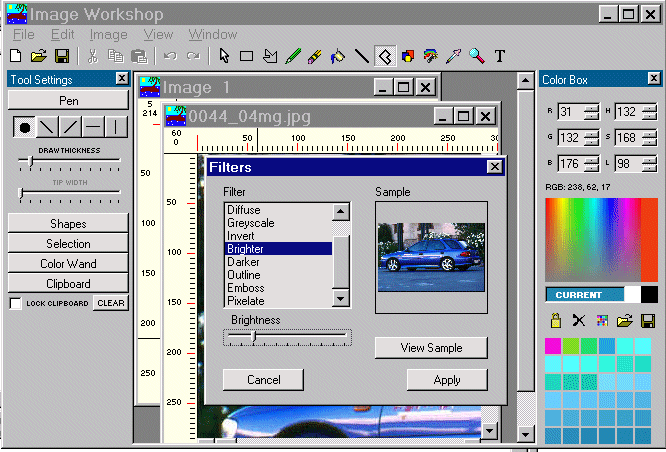 Image Workshop
File Edit Image View Window
T
Tool Settings
Pen
DRAW THICKNESS
TIP WIDTH
Shapes
Selection
Color Wand
Clipboard
LOCK CLIPBOARD CLEAR
Image 1
5
214
50
100
150
200
250
0044_04mg.jpg
60
0
0 50 100 150 200 250 30
50
100
150
200
250
Filters
Filter
Diffuse
Greyscale
Invert
Brighter
Darker
Outline
Emboss
Pixelate
Brightness
Cancel
Sample
View Sample
Apply
Color Box
R 31 H 132
G 132 S 168
B 176 L 98
RGB: 238, 62, 17
CURRENT